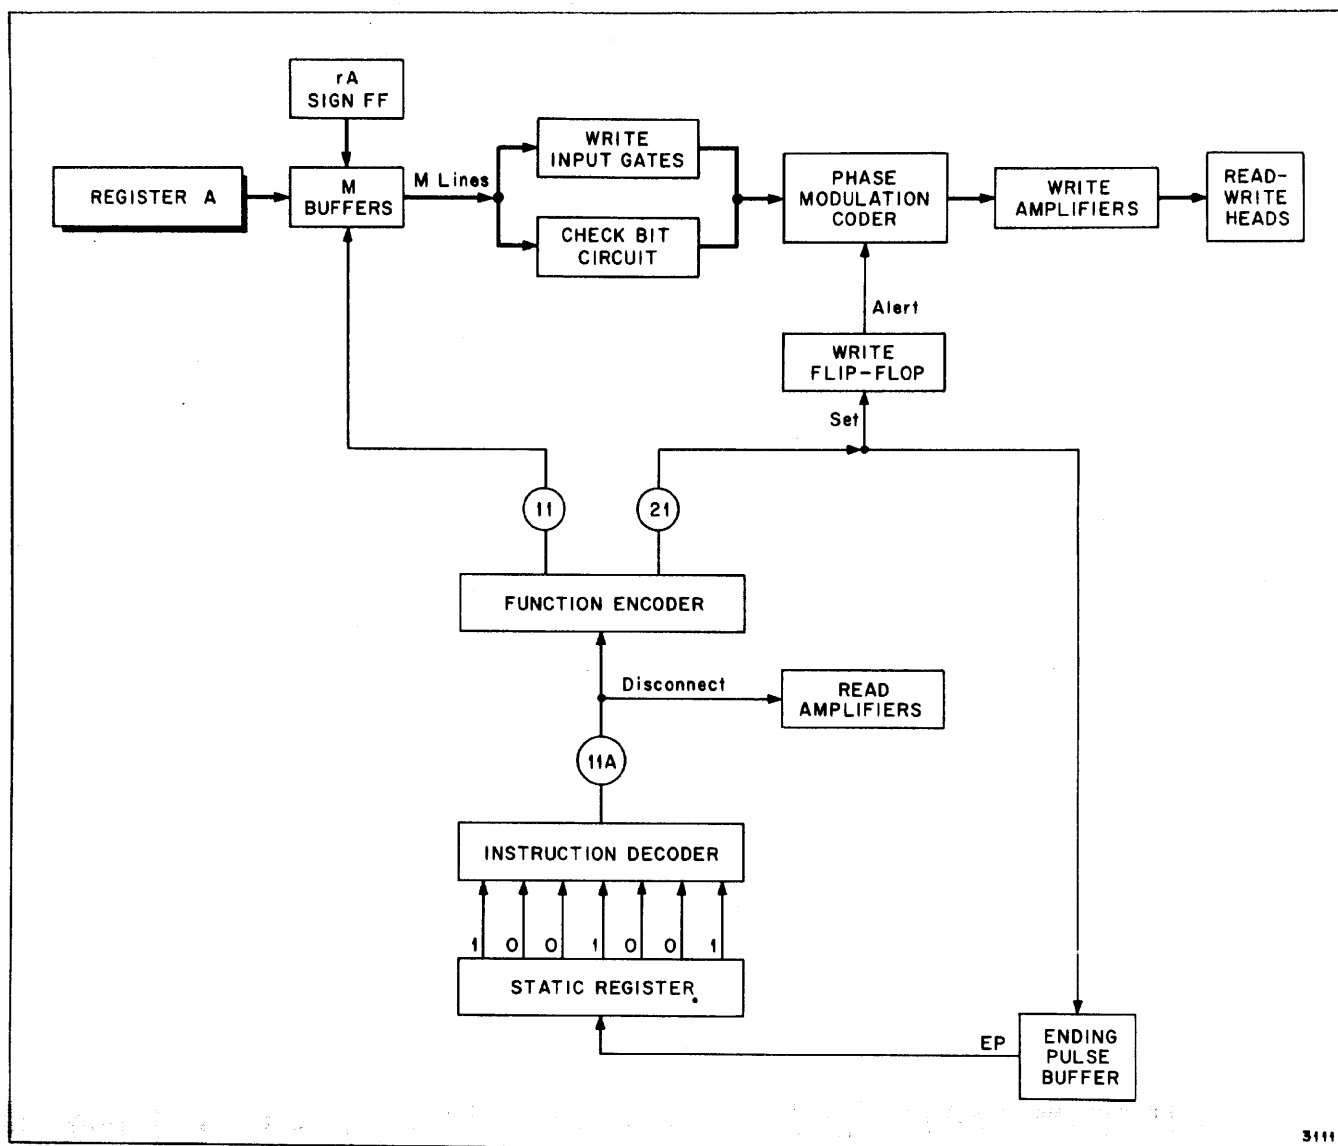 rA
SIGN FF
REGISTER A
M
BUFFERS
M Lines
WRITE
INPUT GATES
CHECK BIT
CIRCUIT
PHASE
MODULATION
CODER
WRITE
AMPLIFIERS
READ-
WRITE
HEADS
Alert
WRITE
FLIP-FLOP
Set
11
21
FUNCTION ENCODER
Disconnect
READ
AMPLIFIERS
11A
INSTRUCTION DECODER
1 0 0 1 0 0 1
STATIC REGISTER
EP
ENDING
PULSE
BUFFER
3111